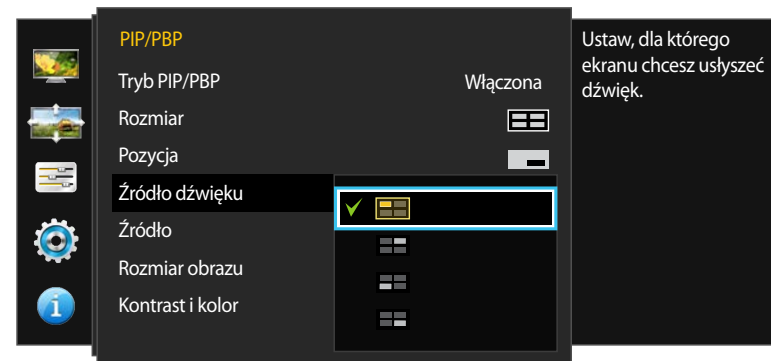 PIP/PBP
Tryb PIP/PBP Włączona
Rozmiar
Pozycja
Źródło dźwięku
Źródło
Rozmiar obrazu
Kontrast i kolor
Ustaw, dla którego
ekranu chcesz usłyszeć
dźwięk.